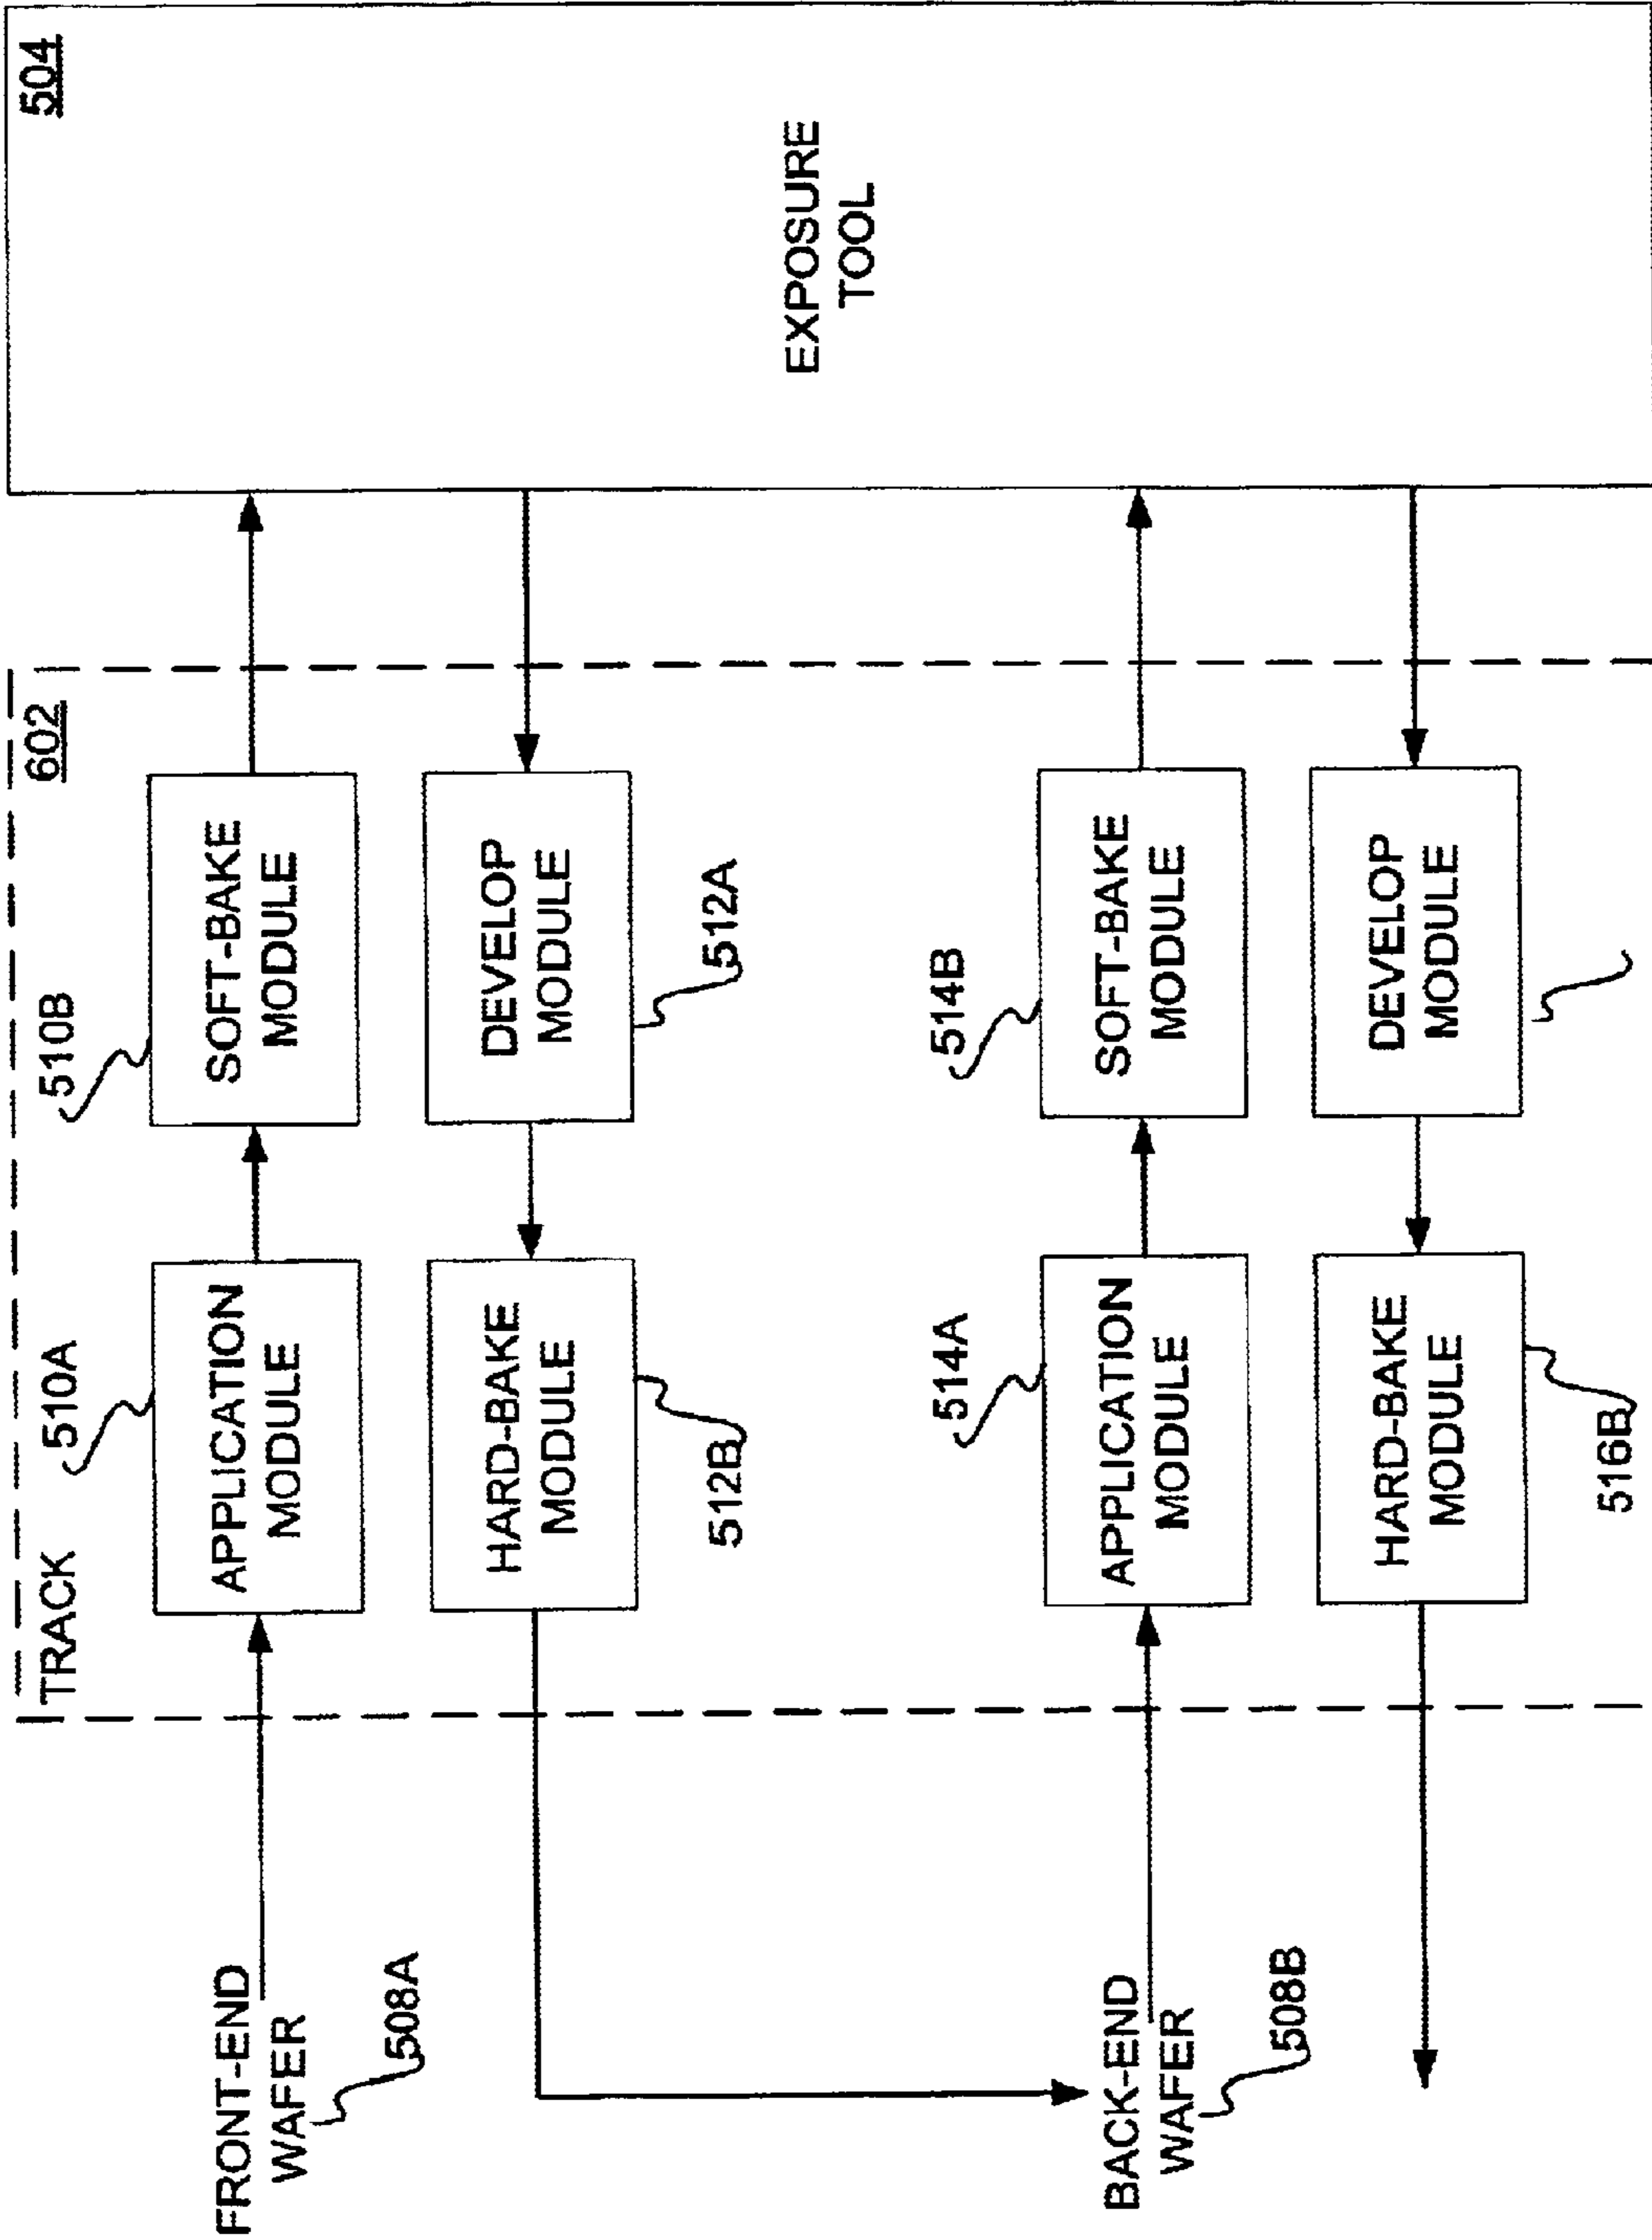 TRACK
602
504
510A
510B
FRONT-END
WAFER
508A
APPLICATION
MODULE
SOFT-BAKE
MODULE
EXPOSURE
TOOL
HARD-BAKE
MODULE
DEVELOP
MODULE
512B
512A
514A
514B
BACK-END
WAFER
508B
APPLICATION
MODULE
SOFT-BAKE
MODULE
HARD-BAKE
MODULE
DEVELOP
MODULE
516B